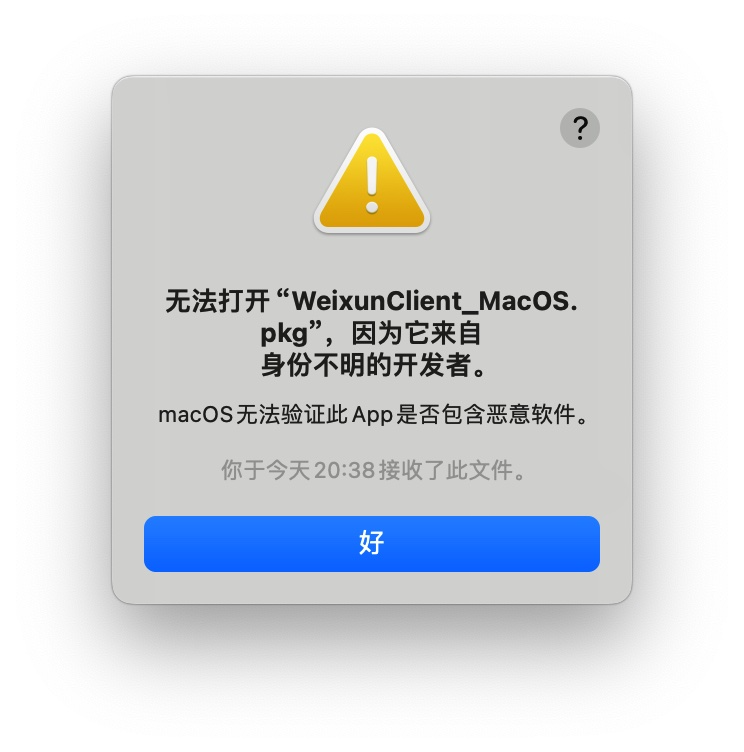 ?
无法打开“WeixunClient_MacOS.
pkg”，因为它来自
身份不明的开发者。
macOS无法验证此App是否包含恶意软件。
你于今天20:38接收了此文件。
好